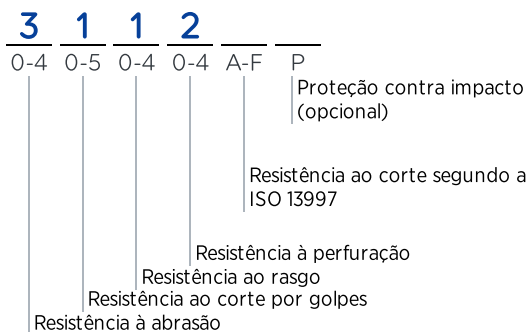 3 1 1 2
0-4 0-5 0-4 0-4 A-F P
Proteção contra impacto
(opcional)
Resistência ao corte segundo a
ISO 13997
Resistência à perfuração
Resistência ao rasgo
Resistência ao corte por golpes
Resistência à abrasão